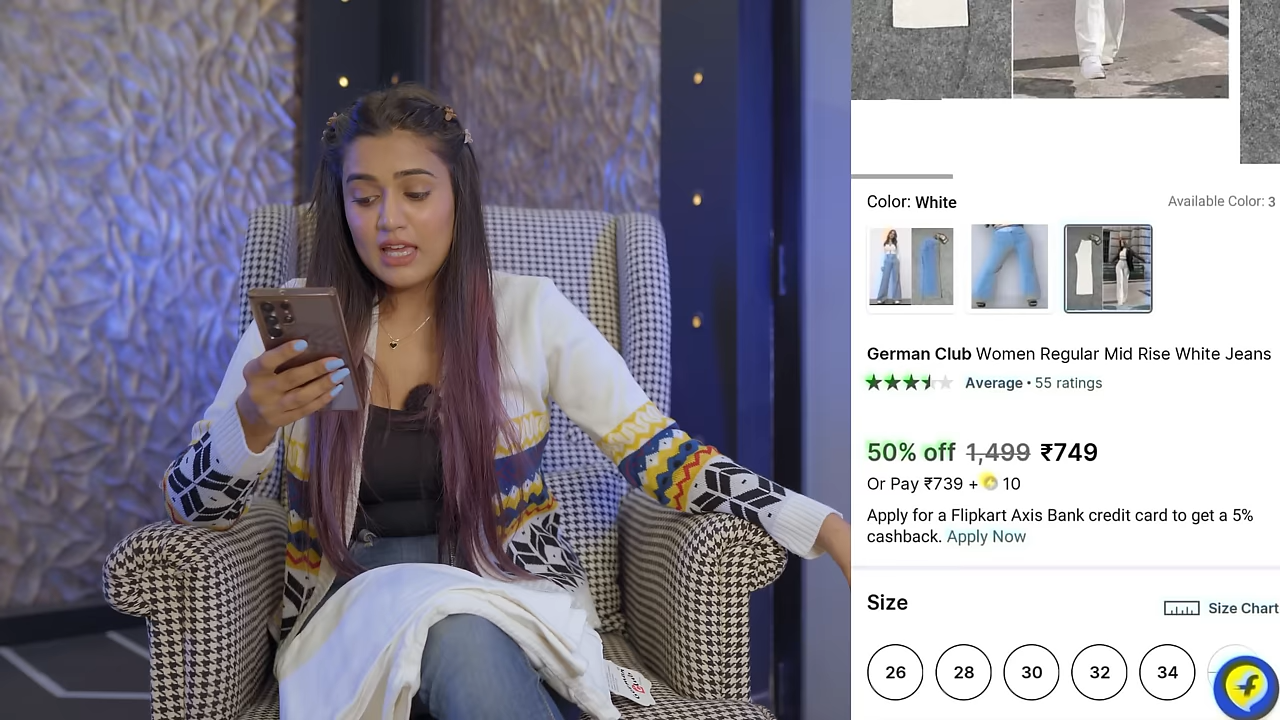 Color: White
Available Color: 3
German Club Women Regular Mid Rise White Jeans
Average • 55 ratings
50% off 1,499 ₹749
Or Pay ₹739 + 10
Apply for a Flipkart Axis Bank credit card to get a 5%
cashback. Apply Now
Size
Size Chart
26 28 30 32 34